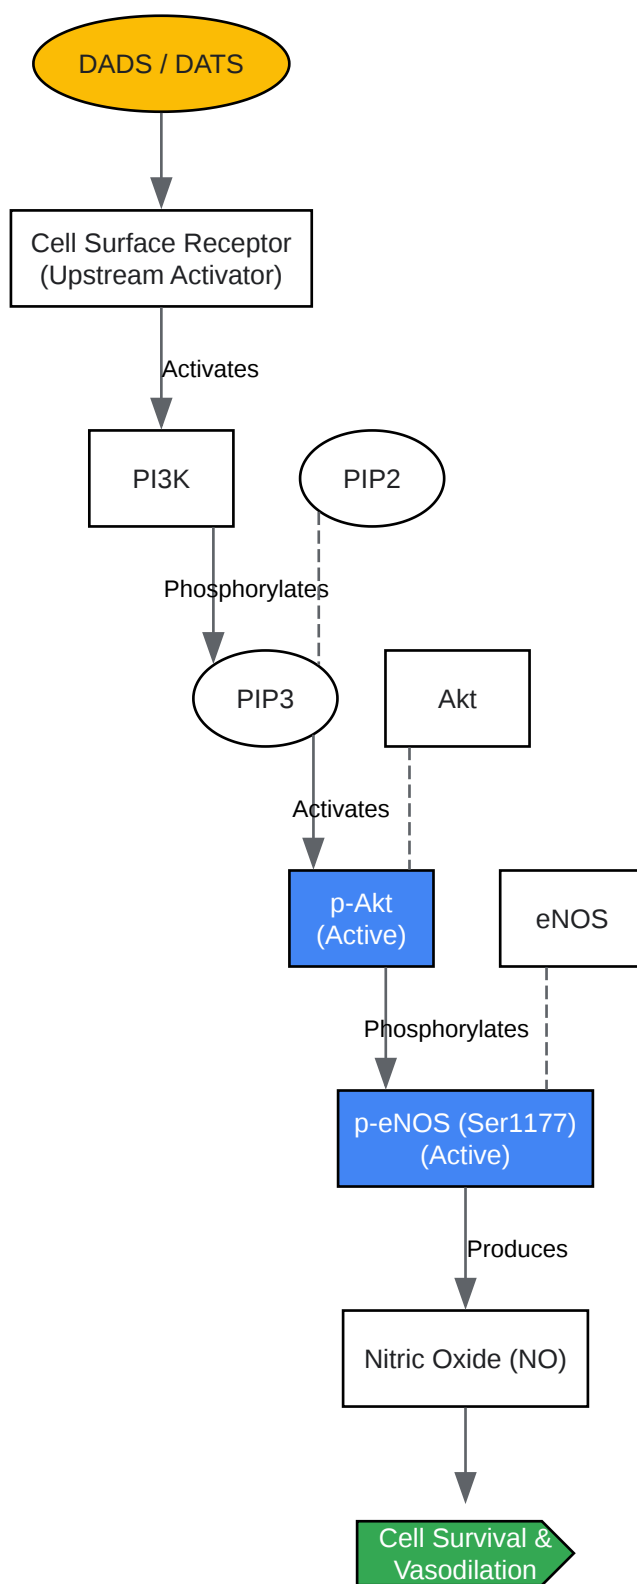 DADS / DATS
Cell Surface Receptor
(Upstream Activator)
Activates
PI3K
PIP2
Phosphorylates
PIP3
Akt
Activates
p-Akt
(Active)
eNOS
Phosphorylates
p-eNOS (Ser1177)
(Active)
Produces
Nitric Oxide (NO)
Cell Survival &
Vasodilation